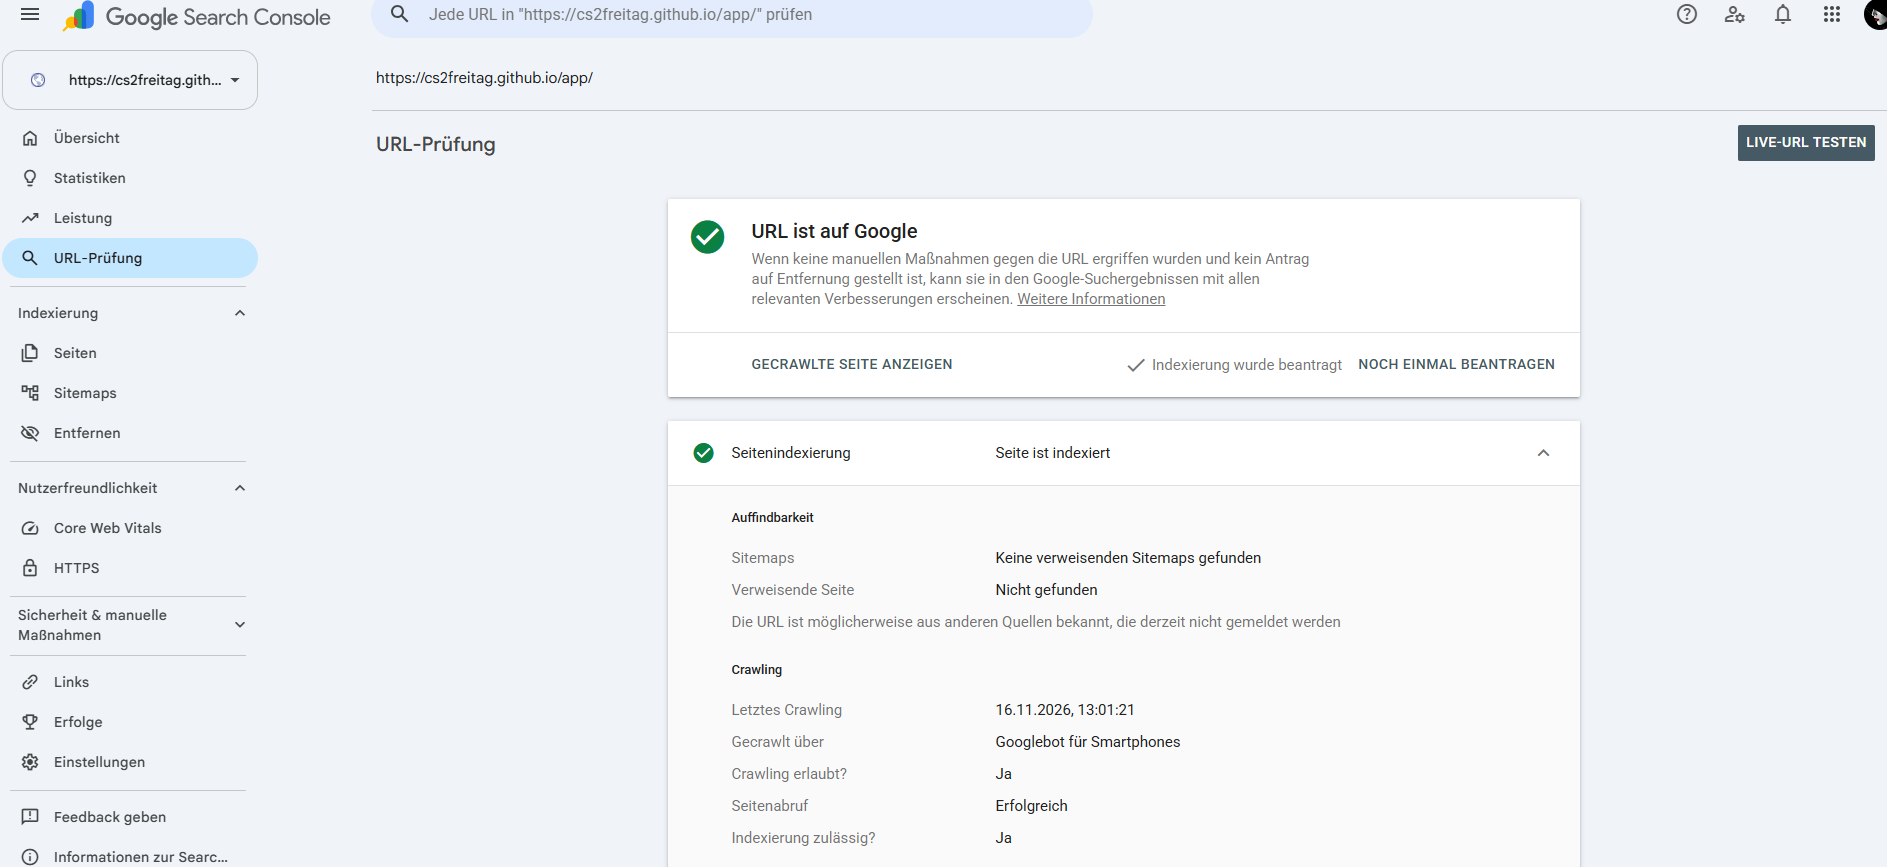 Google Search Console
Jede URL in "https://cs2freitag.github.io/app/" prüfen
https://cs2freitag.gith...
Übersicht
Statistiken
Leistung
URL-Prüfung
Indexierung
Seiten
Sitemaps
Entfernen
Nutzerfreundlichkeit
Core Web Vitals
HTTPS
Sicherheit & manuelle
Maßnahmen
Links
Erfolge
Einstellungen
Feedback geben
Informationen zur Searc...
https://cs2freitag.github.io/app/
URL-Prüfung
LIVE-URL TESTEN
URL ist auf Google
Wenn keine manuellen Maßnahmen gegen die URL ergriffen wurden und kein Antrag
auf Entfernung gestellt ist, kann sie in den Google-Suchergebnissen mit allen
relevanten Verbesserungen erscheinen. Weitere Informationen
GECRAWLTE SEITE ANZEIGEN
Indexierung wurde beantragt
NOCH EINMAL BEANTRAGEN
Seitenindexierung
Seite ist indexiert
Auffindbarkeit
Sitemaps
Keine verweisenden Sitemaps gefunden
Verweisende Seite
Nicht gefunden
Die URL ist möglicherweise aus anderen Quellen bekannt, die derzeit nicht gemeldet werden
Crawling
Letztes Crawling
16.11.2026, 13:01:21
Gecrawlt über
Googlebot für Smartphones
Crawling erlaubt?
Ja
Seitenabruf
Erfolgreich
Indexierung zulässig?
Ja